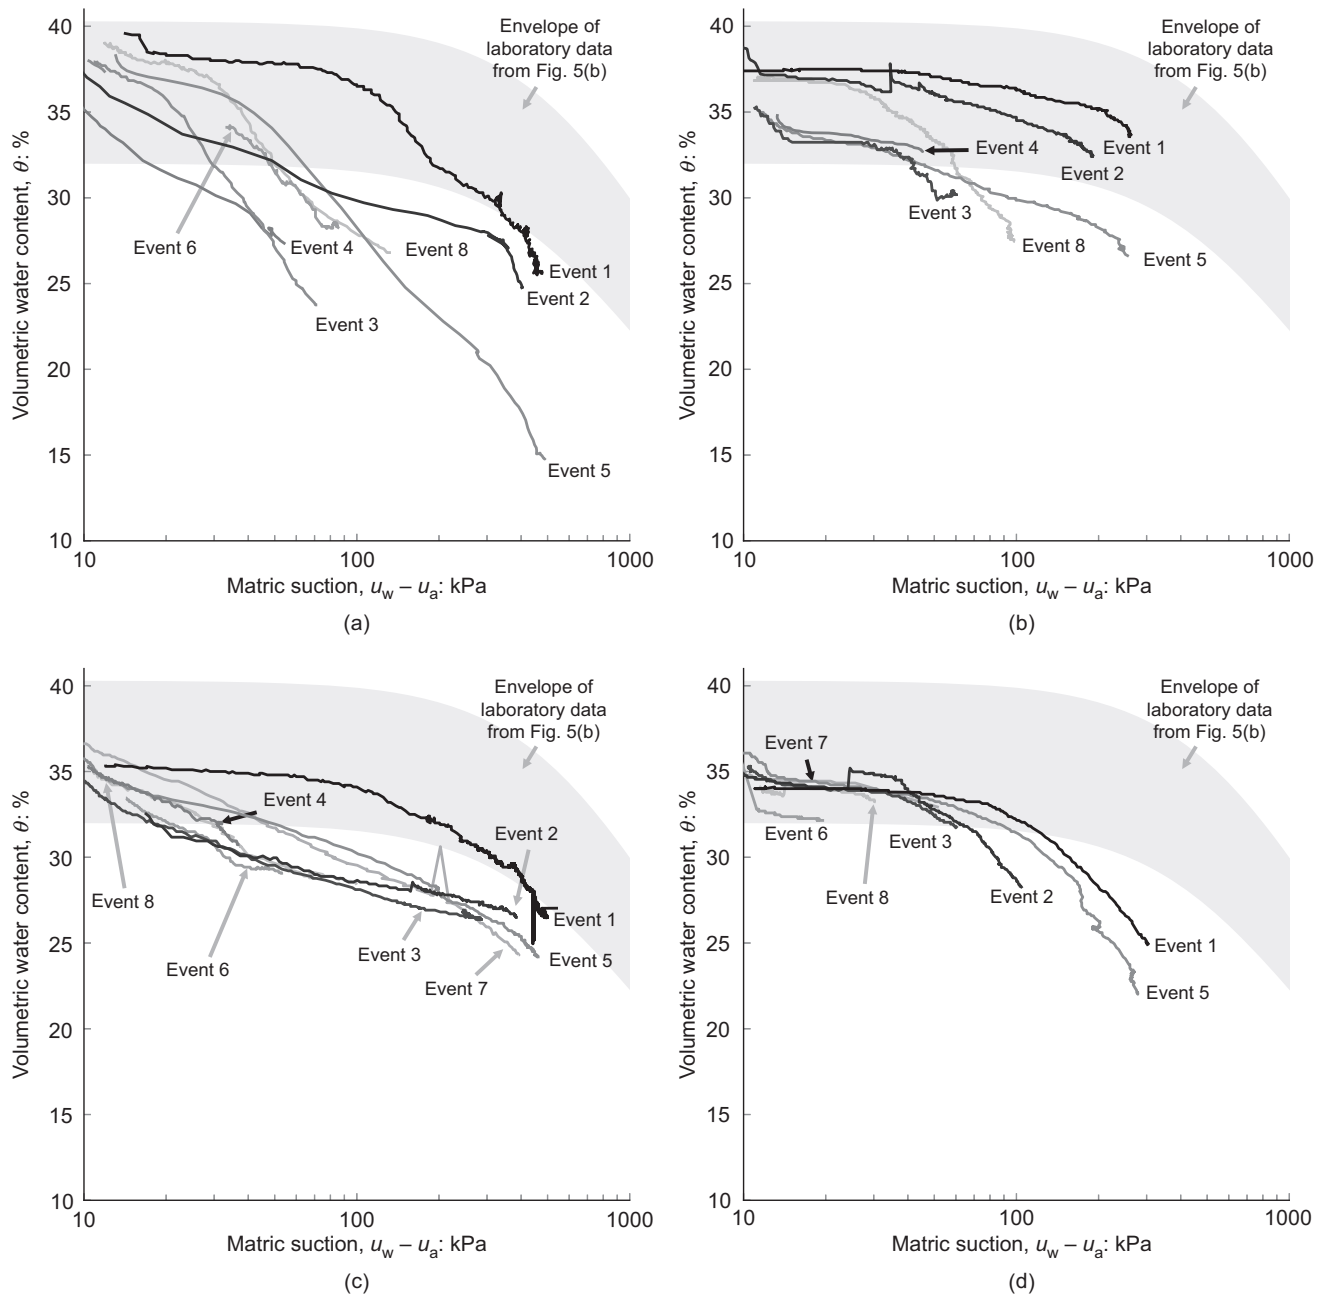 40
35
30
25
20
15
10
Volumetric water content, θ: %
Envelope of
laboratory data
from Fig. 5(b)
Event 6
Event 4
Event 8
Event 1
Event 2
Event 3
Event 5
10
100
1000
Matric suction, uw – ua: kPa
(a)
40
35
30
25
20
15
10
Volumetric water content, θ: %
Envelope of
laboratory data
from Fig. 5(b)
Event 4
Event 1
Event 2
Event 3
Event 8
Event 5
10
100
1000
Matric suction, uw – ua: kPa
(b)
40
35
30
25
20
15
10
Volumetric water content, θ: %
Envelope of
laboratory data
from Fig. 5(b)
Event 4
Event 2
Event 8
Event 1
Event 3
Event 5
Event 6
Event 7
10
100
1000
Matric suction, uw – ua: kPa
(c)
40
35
30
25
20
15
10
Volumetric water content, θ: %
Envelope of
laboratory data
from Fig. 5(b)
Event 7
Event 6
Event 3
Event 8
Event 2
Event 1
Event 5
10
100
1000
Matric suction, uw – ua: kPa
(d)